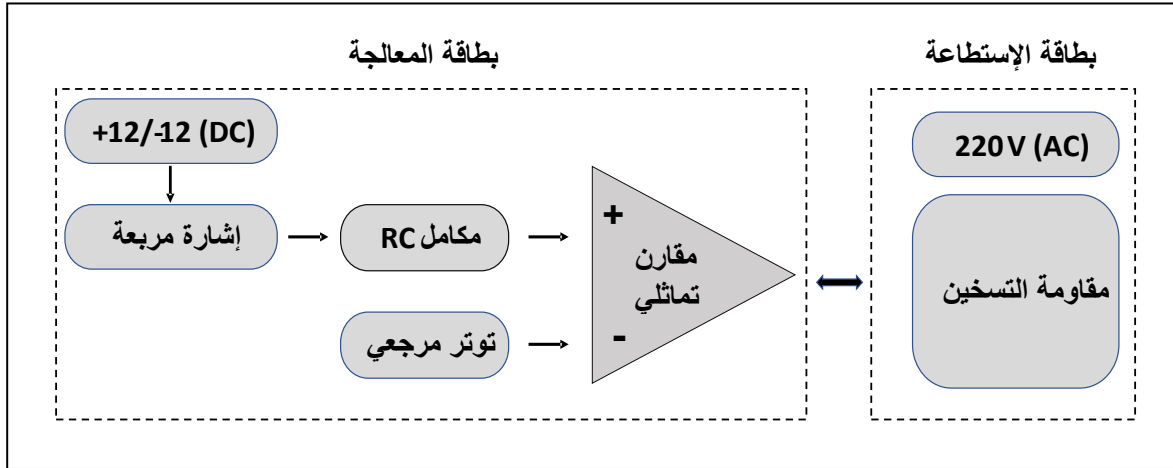 بطاقة المعالجة
بطاقة الإستطاعة
+12/-12 (DC)
220 V (AC)
إشارة مربعة
مكامل RC
+
مقارن
تماثلي
-
مقاومة التسخين
توتر مرجعي